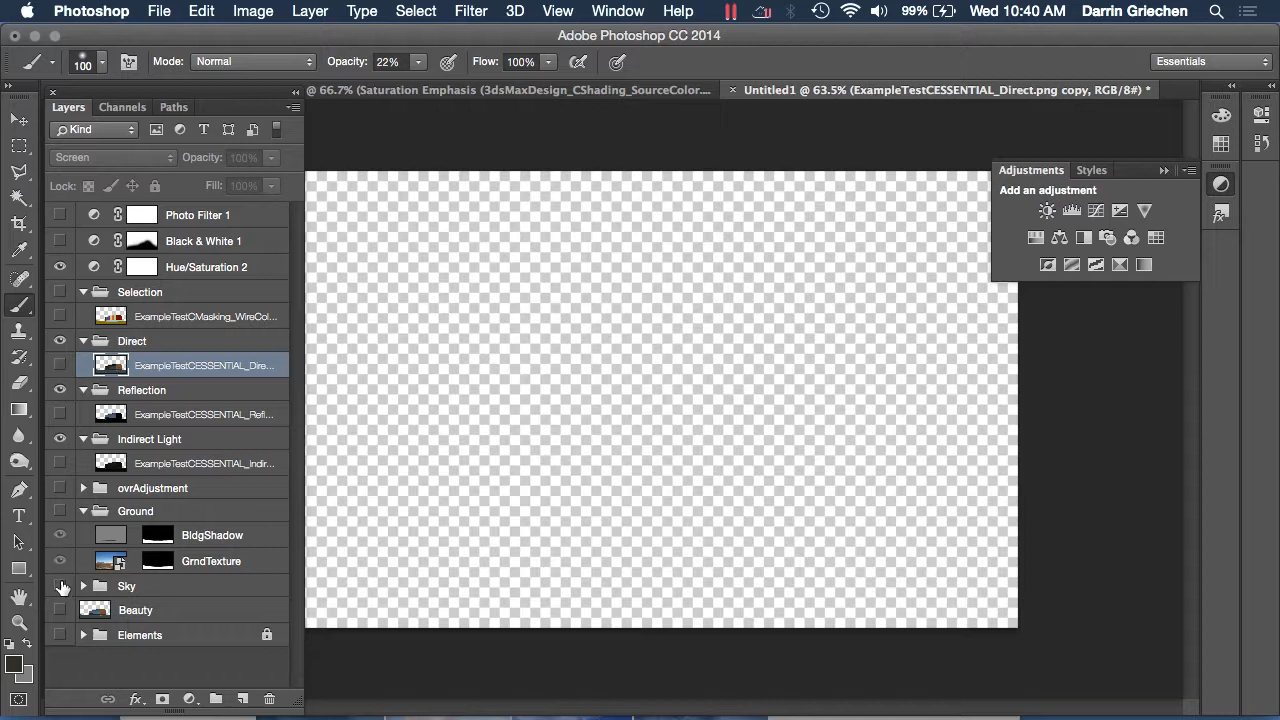 Photoshop File Edit Image Layer Type Select Filter 3D View Window Help 99% Wed 10:40 AM Darrin Griechen
Adobe Photoshop CC 2014
100 Mode: Normal Opacity: 22% Flow: 100% Essentials
@ 66.7% (Saturation Emphasis (3dsMaxDesign_CShading_SourceColor.... Untitled1 @ 63.5% (ExampleTestCESSENTIAL_Direct.png copy, RGB/8#) *
Layers Channels Paths
Kind
Screen Opacity: 100%
Lock: Fill: 100%
Photo Filter 1
Black & White 1
Hue/Saturation 2
Selection
ExampleTestCMasking_WireCol...
Direct
ExampleTestCESSENTIAL_Dire...
Reflection
ExampleTestCESSENTIAL_Refl...
Indirect Light
ExampleTestCESSENTIAL_Indir...
ovrAdjustment
Ground
BldgShadow
GrndTexture
Sky
Beauty
Elements
fx
Adjustments Styles
Add an adjustment